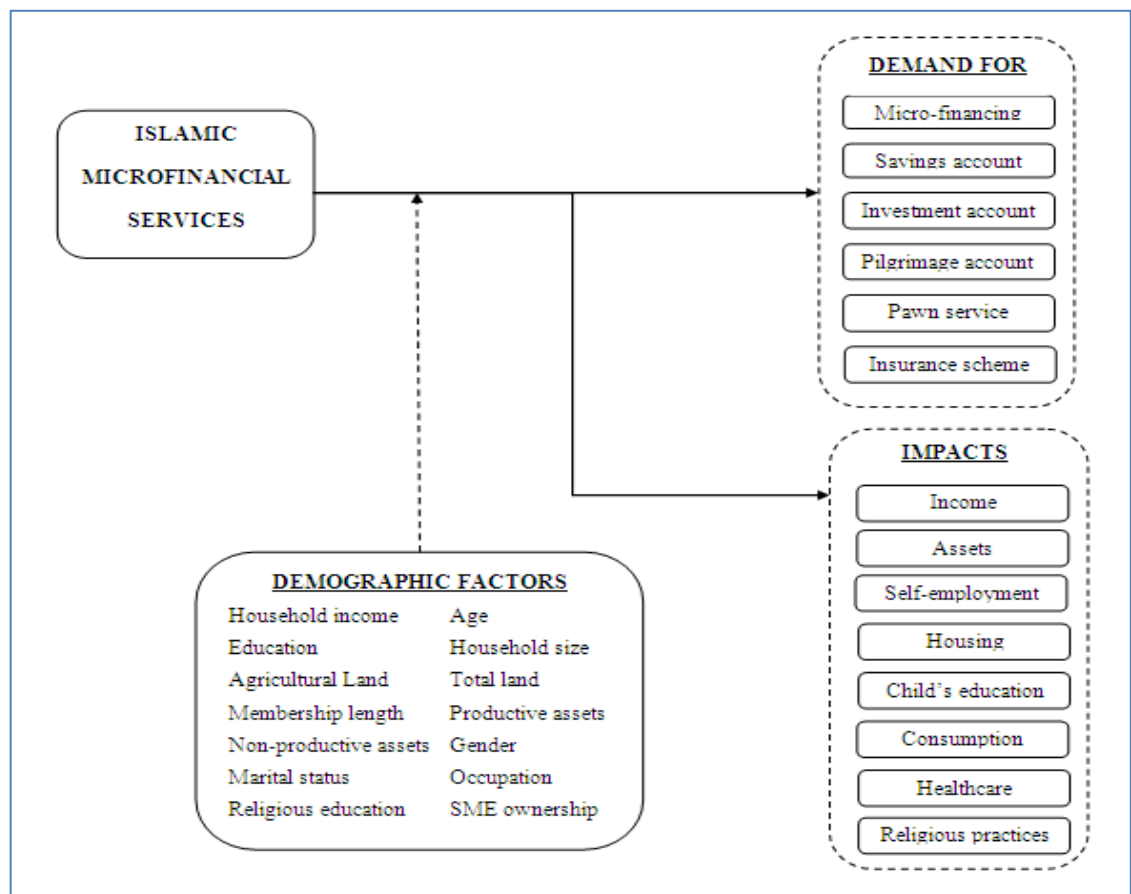 ISLAMIC
MICROFINANCIAL
SERVICES
DEMAND FOR
Micro-financing
Savings account
Investment account
Pilgrimage account
Pawn service
Insurance scheme
IMPACTS
Income
Assets
Self-employment
Housing
Child's education
Consumption
Healthcare
Religious practices
DEMOGRAPHIC FACTORS
Household income Age
Education Household size
Agricultural Land Total land
Membership length Productive assets
Non-productive assets Gender
Marital status Occupation
Religious education SME ownership